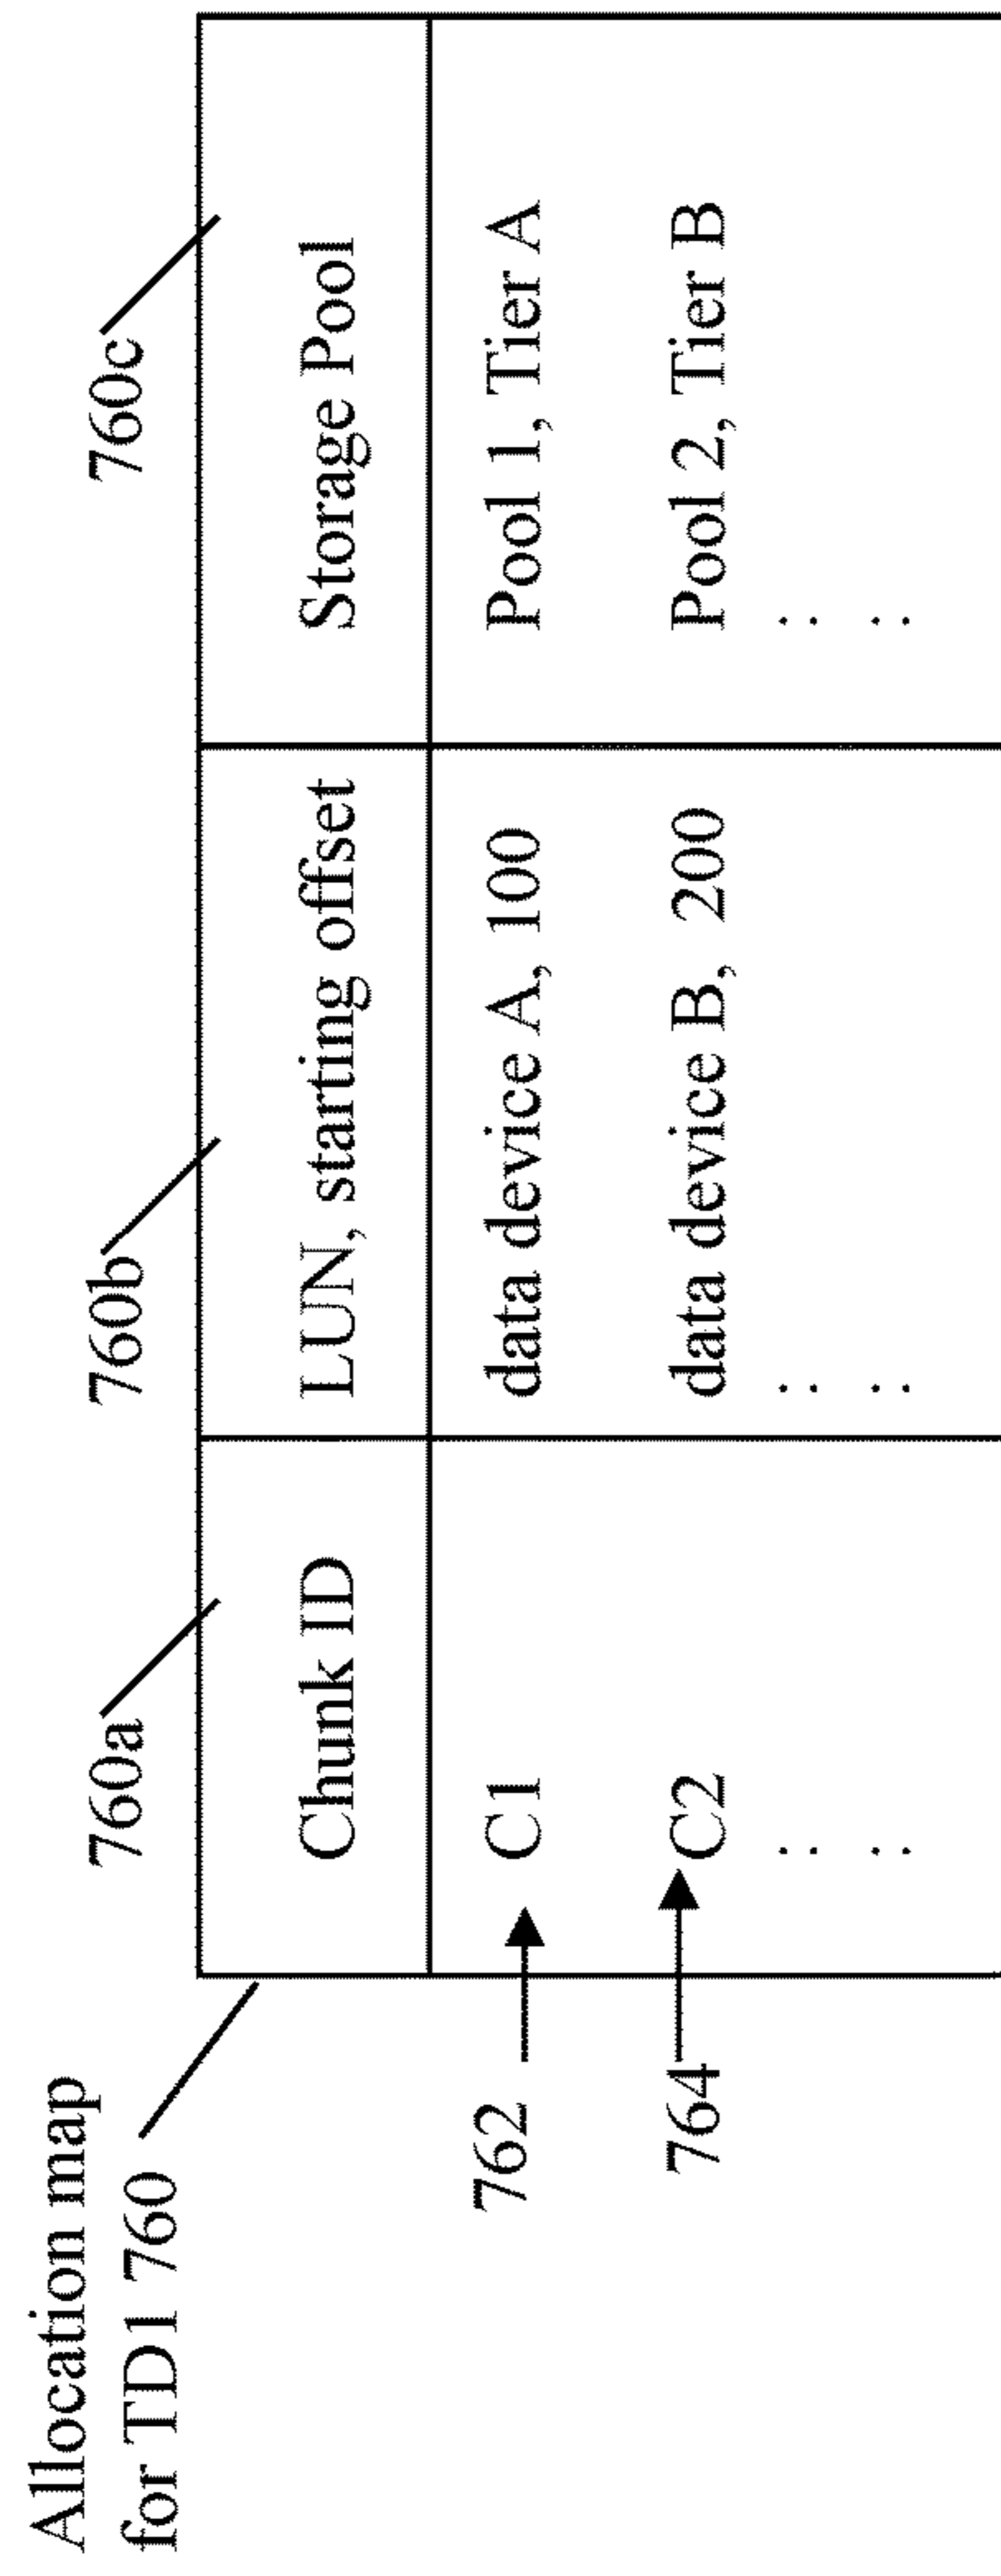 Allocation map
for TD1 760
760a
760b
760c
Chunk ID
LUN, starting offset
Storage Pool
762
C1
device A, 100
Pool 1, Tier A
764
C2
data device B, 200
Pool 2, Tier B